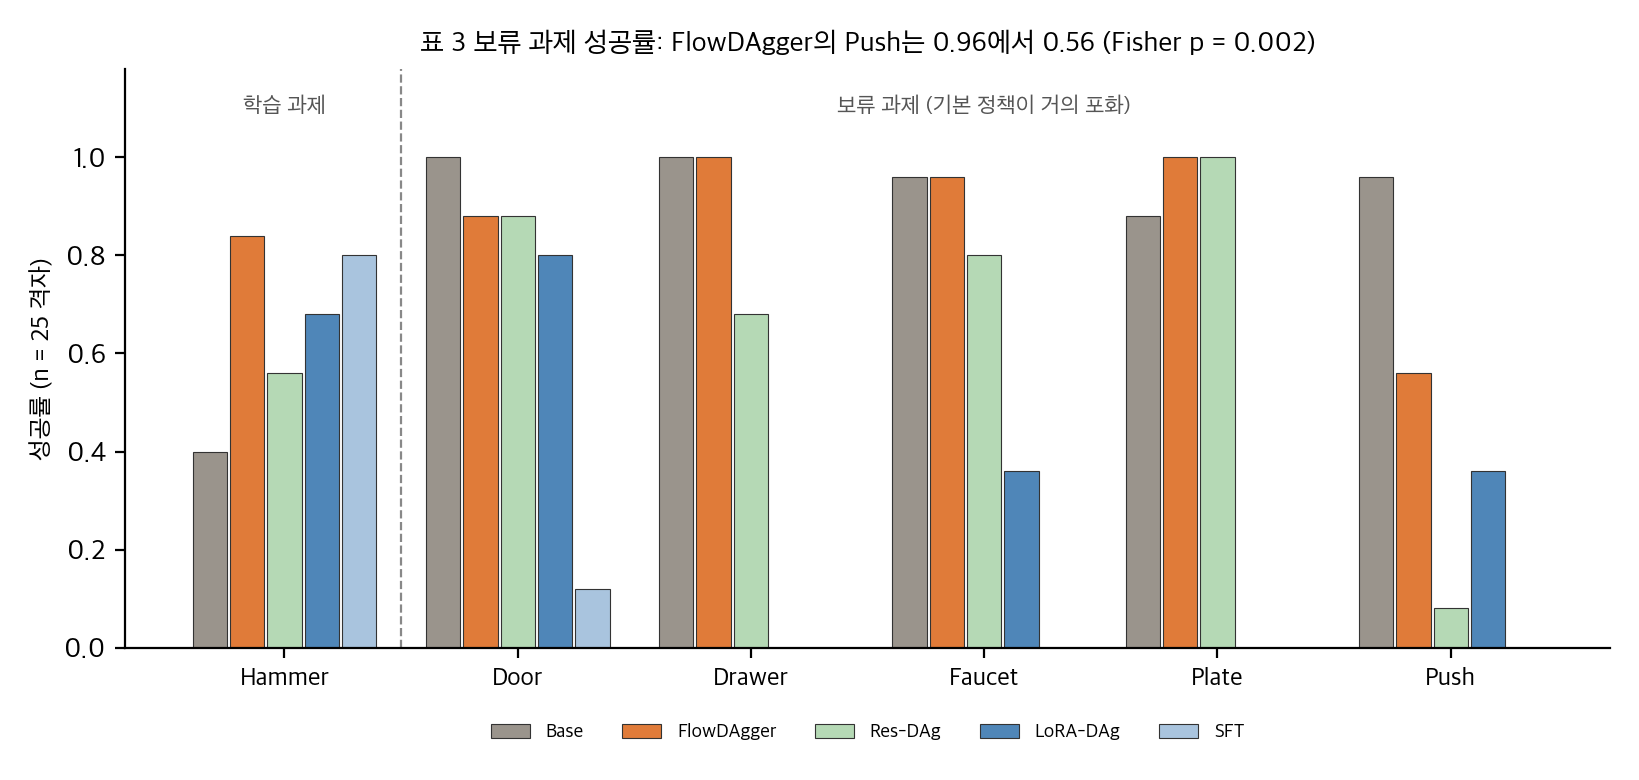 표 3 보류 과제 성공률: FlowDAgger의 Push는 0.96에서 0.56 (Fisher p = 0.002)
학습 과제
보류 과제 (기본 정책이 거의 포화)
성공률 (n = 25 격자)
1.0
0.8
0.6
0.4
0.2
0.0
Hammer Door Drawer Faucet Plate Push
Base FlowDAgger Res-DAg LoRA-DAg SFT